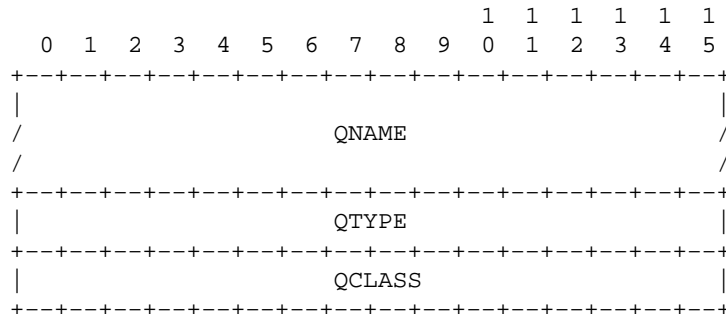 1  1  1  1  1  1
  0  1  2  3  4  5  6  7  8  9  0  1  2  3  4  5
+--+--+--+--+--+--+--+--+--+--+--+--+--+--+--+--+
|                                               |
/                     QNAME                     /
/                                               /
+--+--+--+--+--+--+--+--+--+--+--+--+--+--+--+--+
|                     QTYPE                     |
+--+--+--+--+--+--+--+--+--+--+--+--+--+--+--+--+
|                     QCLASS                    |
+--+--+--+--+--+--+--+--+--+--+--+--+--+--+--+--+